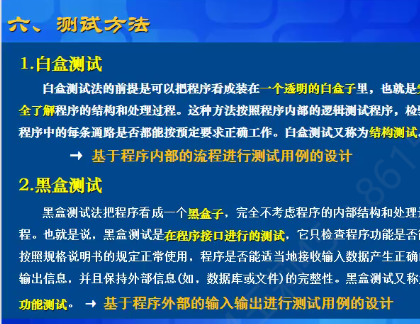 六、测试方法
1.白盒测试
白盒测试法的前提是可以把程序看成装在一个透明的白盒子里，也就是
全了解程序的结构和处理过程。这种方法按照程序内部的逻辑测试程序，检
程序中的每条通路是否都能按预定要求正确工作。白盒测试又称为结构测试。
→ 基于程序内部的流程进行测试用例的设计
2.黑盒测试
黑盒测试法把程序看成一个黑盒子，完全不考虑程序的内部结构和处理
程。也就是说，黑盒测试是在程序接口进行的测试，它只检查程序功能是否
按照规格说明书的规定正常使用，程序是否能适当地接收输入数据产生正确
输出信息，并且保持外部信息(如，数据库或文件)的完整性。黑盒测试又称
功能测试。 → 基于程序外部的输入输出进行测试用例的设计